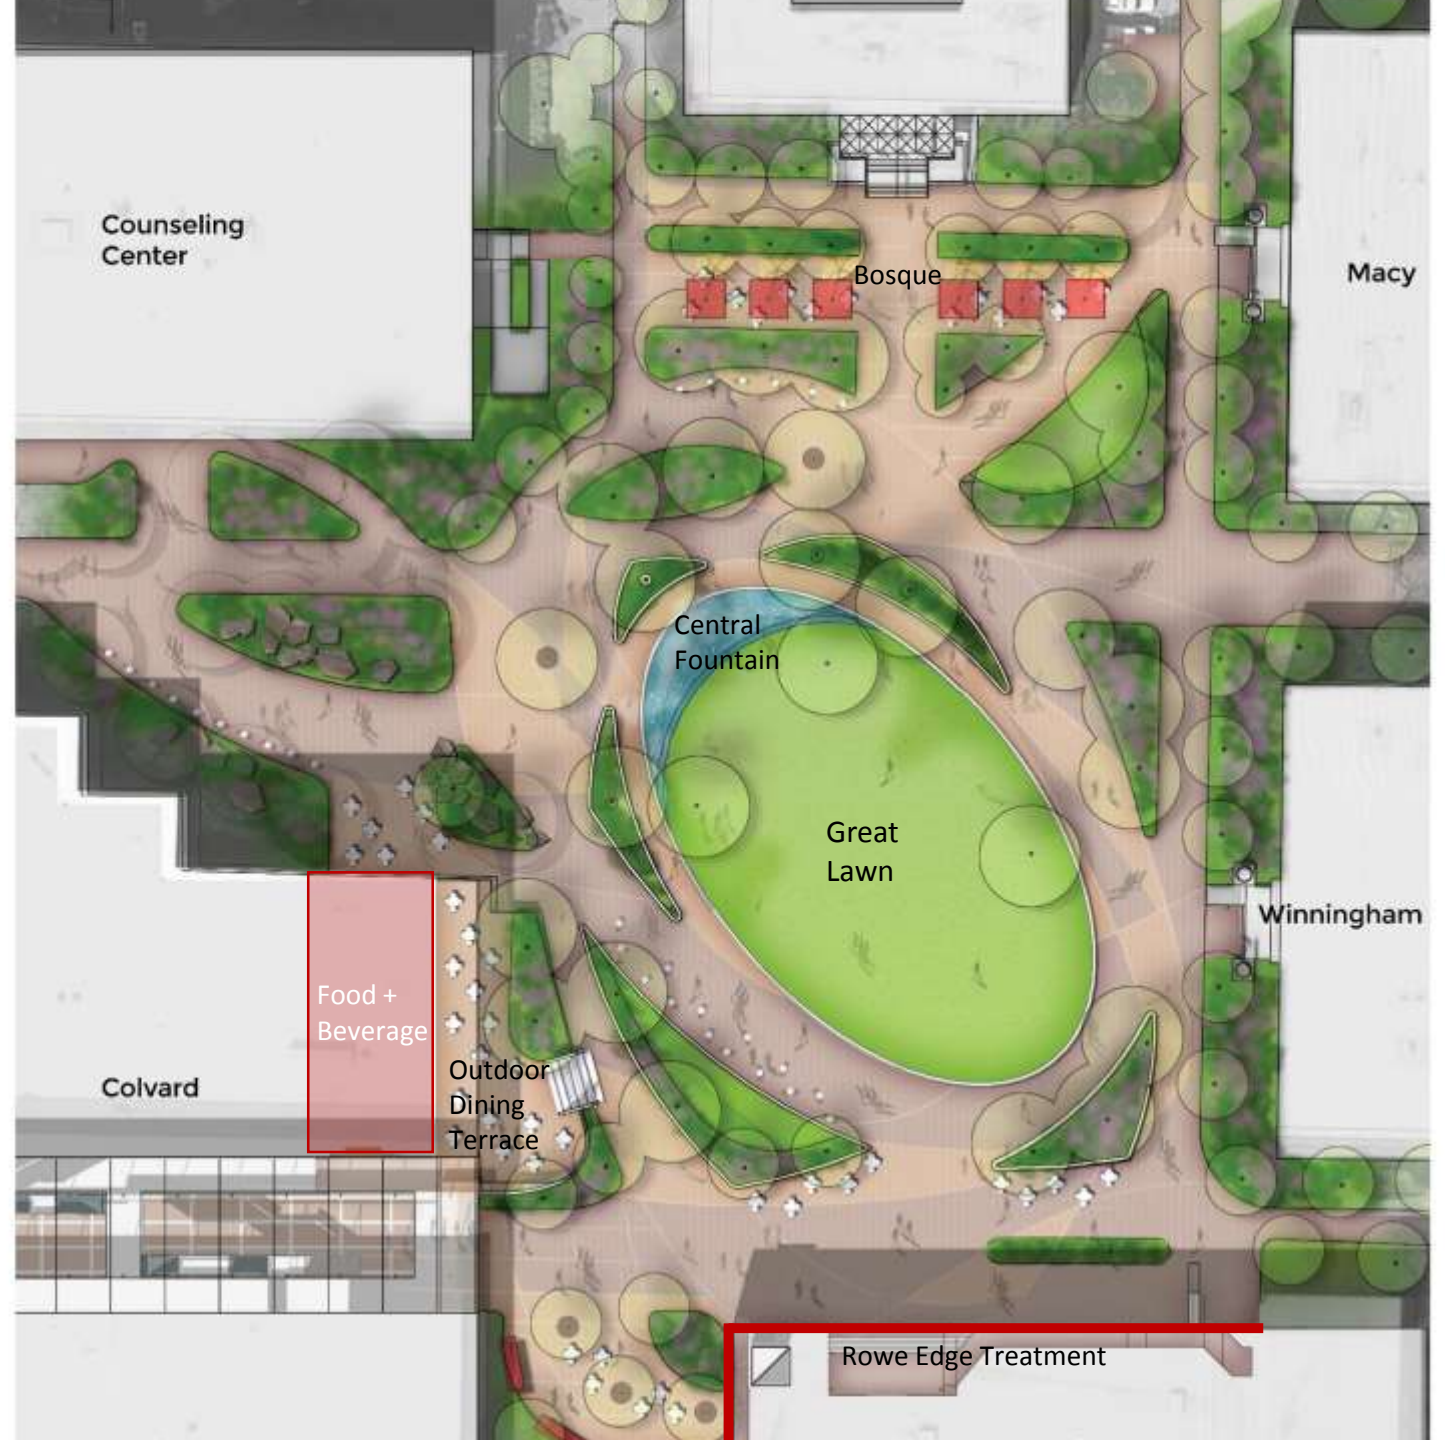 Counseling
Center
Bosque
Macy
Central
Fountain
Great
Lawn
Winningham
Food +
Beverage
Outdoor
Dining
Terrace
Colvard
Rowe Edge Treatment